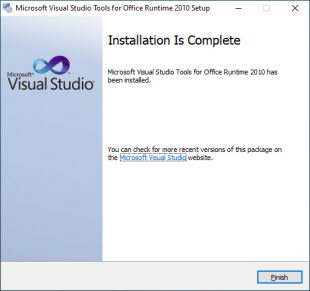 Microsoft Visual Studio Tools for Office Runtime 2010 Setup
Installation Is Complete
Microsoft®
Visual Studio®
Microsoft Visual Studio Tools for Office Runtime 2010 has
been installed.
You can check for more recent versions of this package on
the Microsoft Visual Studio website.
Finish